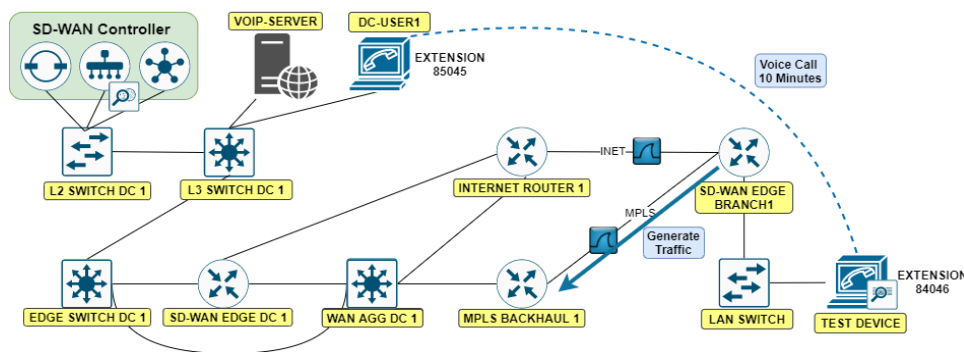 SD-WAN Controller
VOIP-SERVER
DC-USER1
EXTENSION
85045
Voice Call
10 Minutes
L2 SWITCH DC 1
L3 SWITCH DC 1
INTERNET ROUTER 1
INET
SD-WAN EDGE
BRANCH1
MPLS
Generate
Traffic
EXTENSION
84046
EDGE SWITCH DC 1
SD-WAN EDGE DC 1
WAN AGG DC 1
MPLS BACKHAUL 1
LAN SWITCH
TEST DEVICE